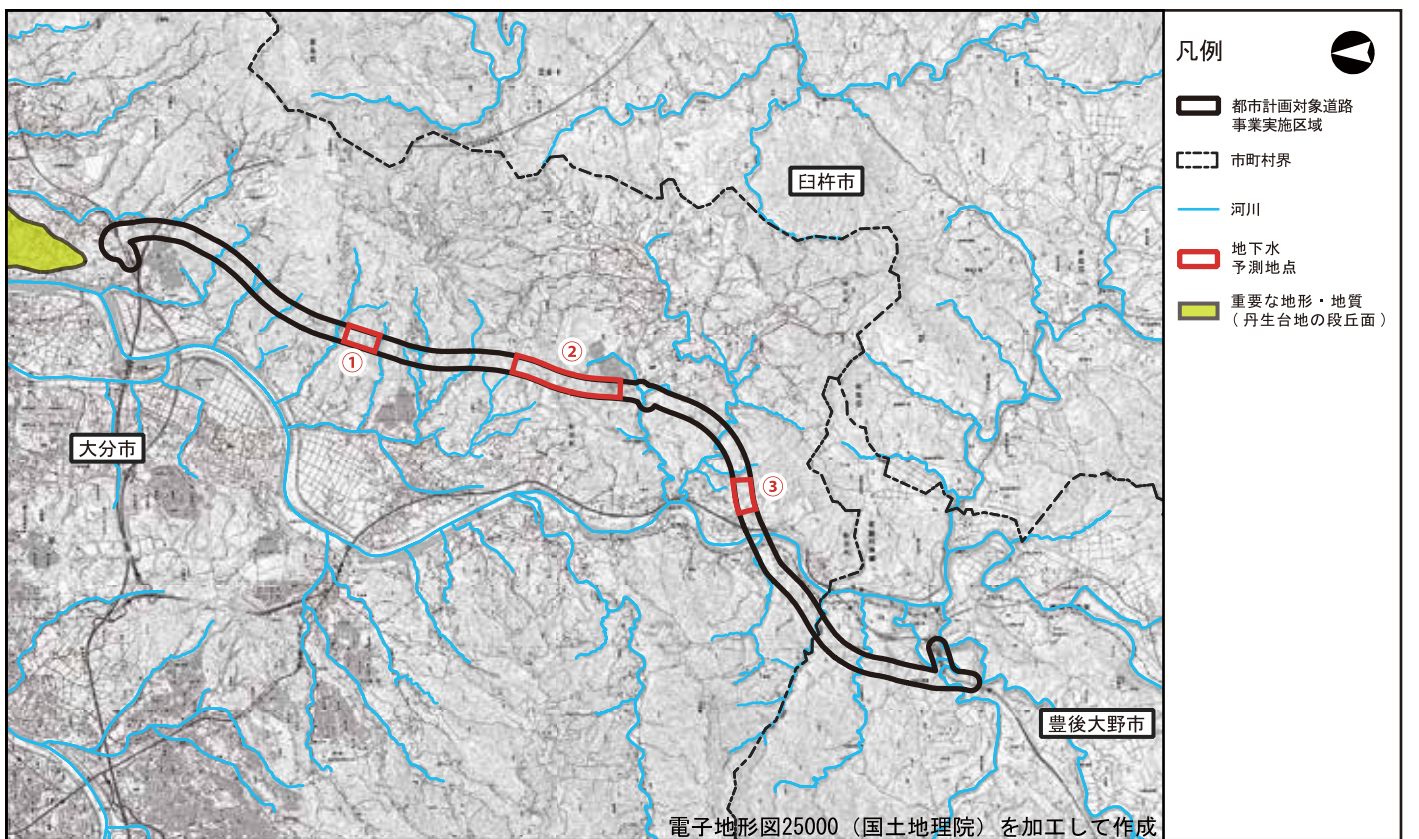 凡例
都市計画対象道路
事業実施区域
市町村界
河川
地下水
予測地点
重要な地形・地質
(丹生台地の段丘面)
臼杵市
大分市
①
②
③
豊後大野市
電子地形図25000(国土地理院)を加工して作成